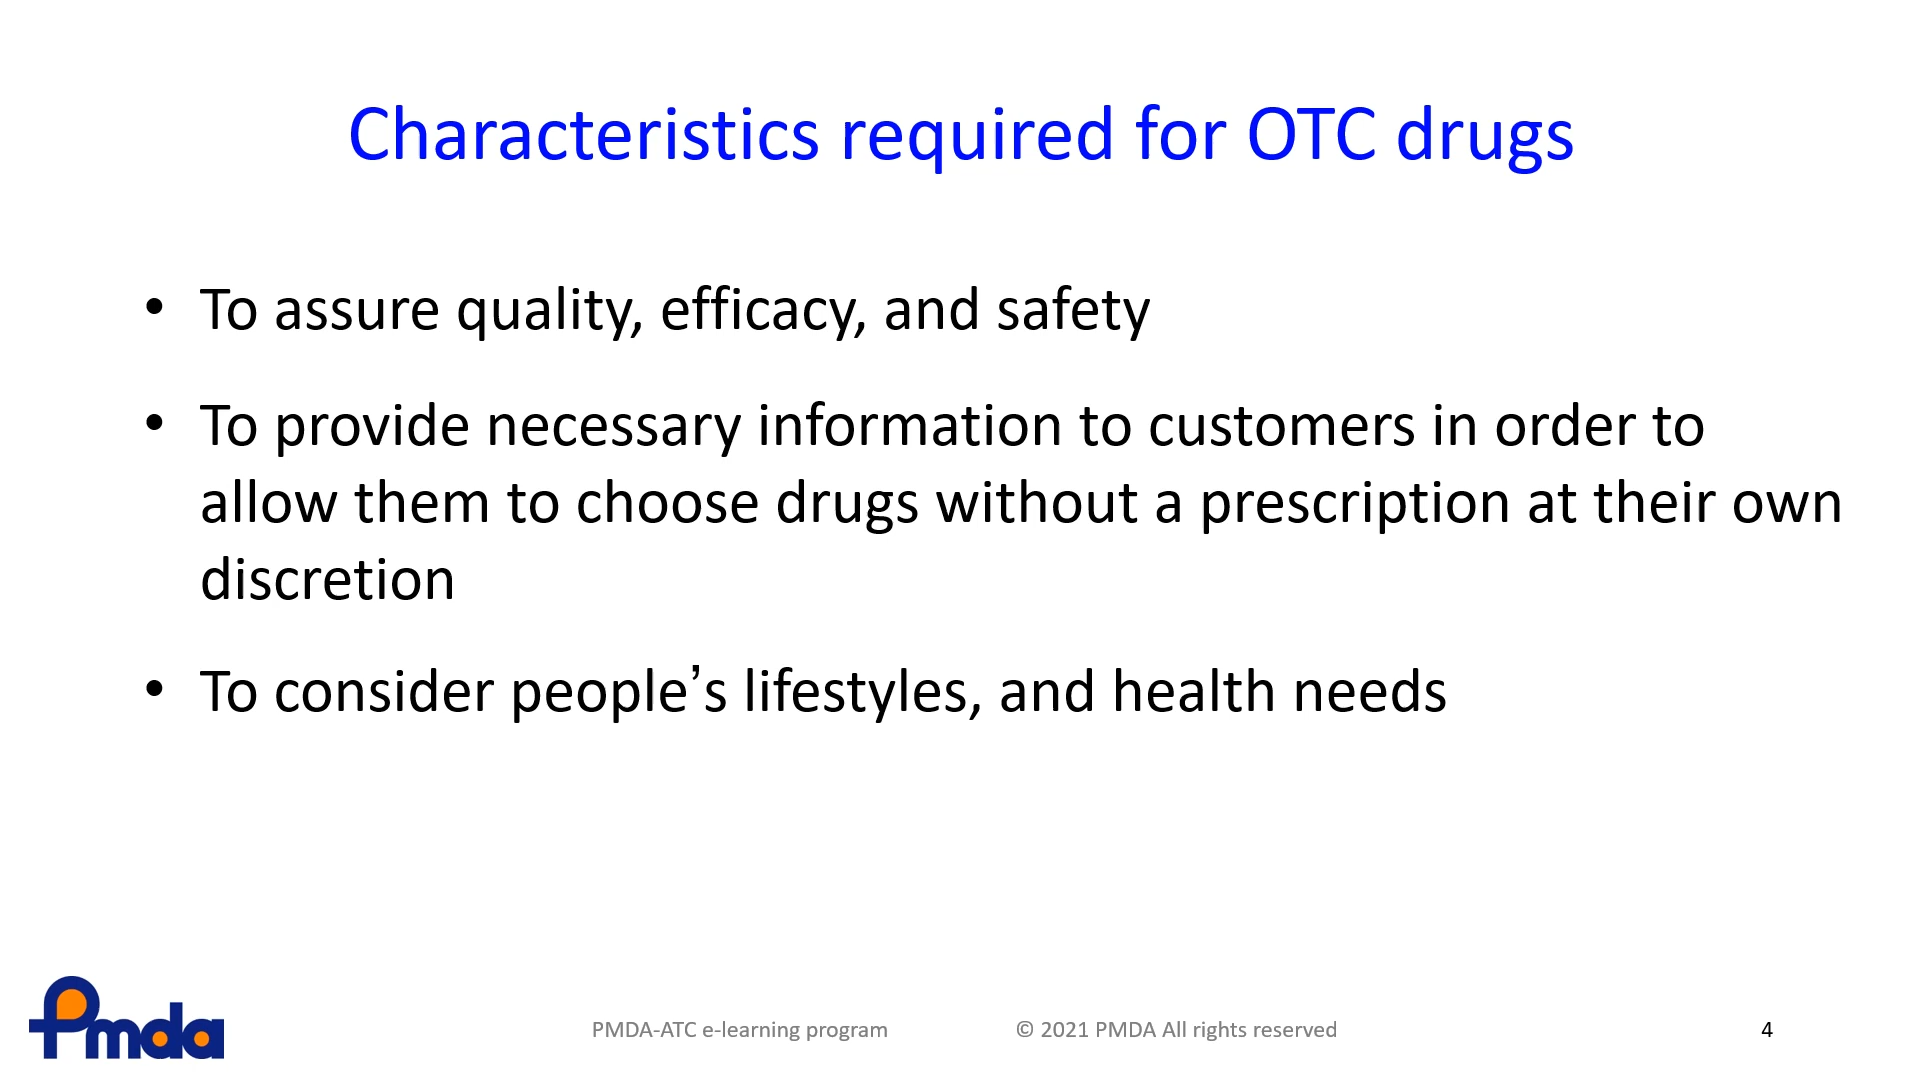 Characteristics required for OTC drugs
• To assure quality, efficacy, and safety
• To provide necessary information to customers in order to
allow them to choose drugs without a prescription at their own
discretion
• To consider people’s lifestyles, and health needs
Pmda
PMDA-ATC e-learning program
© 2021 PMDA All rights reserved
4